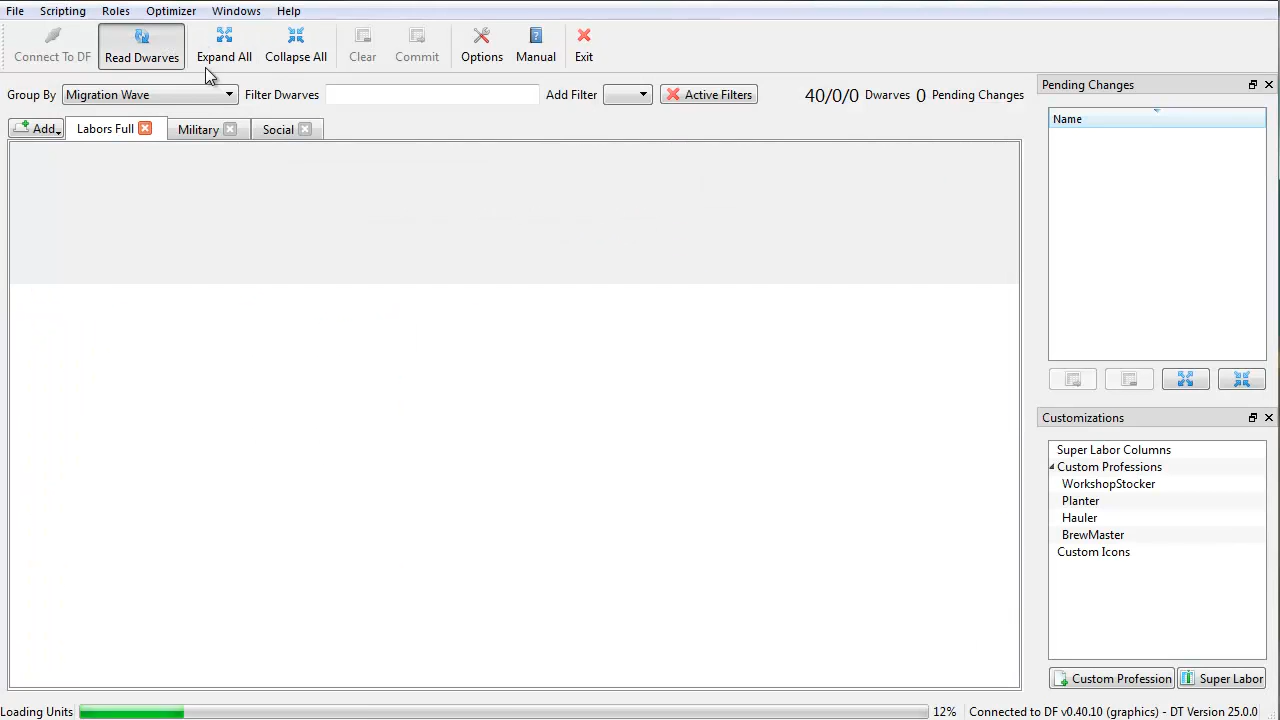 File Scripting Roles Optimizer Windows Help
Connect To DF Read Dwarves Expand All Collapse All Clear Commit Options Manual Exit
Group By Migration Wave Filter Dwarves Add Filter Active Filters 40/0/0 Dwarves 0 Pending Changes
Add Labors Full Military Social
Pending Changes
Name
Customizations
Super Labor Columns
Custom Professions
WorkshopStocker
Planter
Hauler
BrewMaster
Custom Icons
Custom Profession Super Labor
Loading Units 12% Connected to DF v0.40.10 (graphics) - DT Version 25.0.0